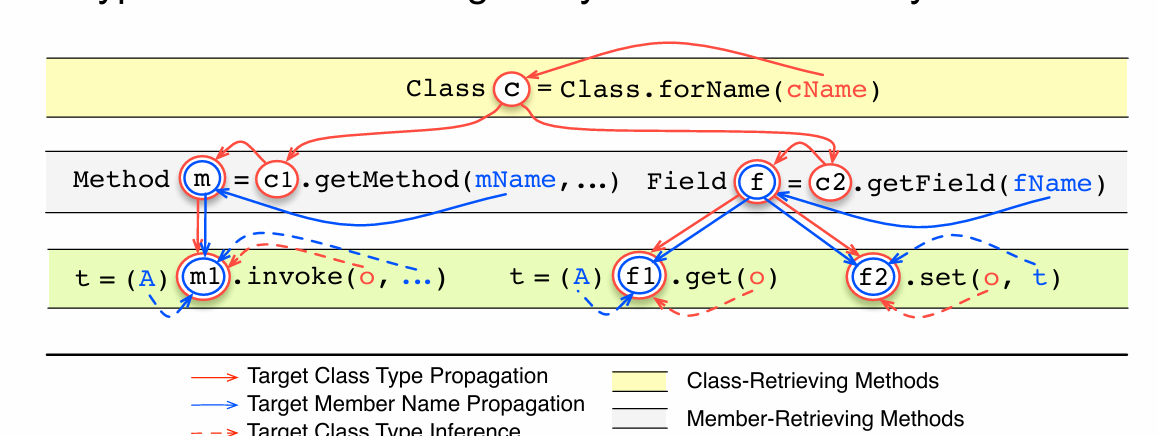 Class c = Class.forName(cName)
Method m = c1.getMethod(mName,...) Field f = c2.getField(fName)
t = (A) m1.invoke(o, ...) t = (A) f1.get(o) f2.set(o, t)
Target Class Type Propagation
Target Member Name Propagation
Target Class Type Inference
Class-Retrieving Methods
Member-Retrieving Methods